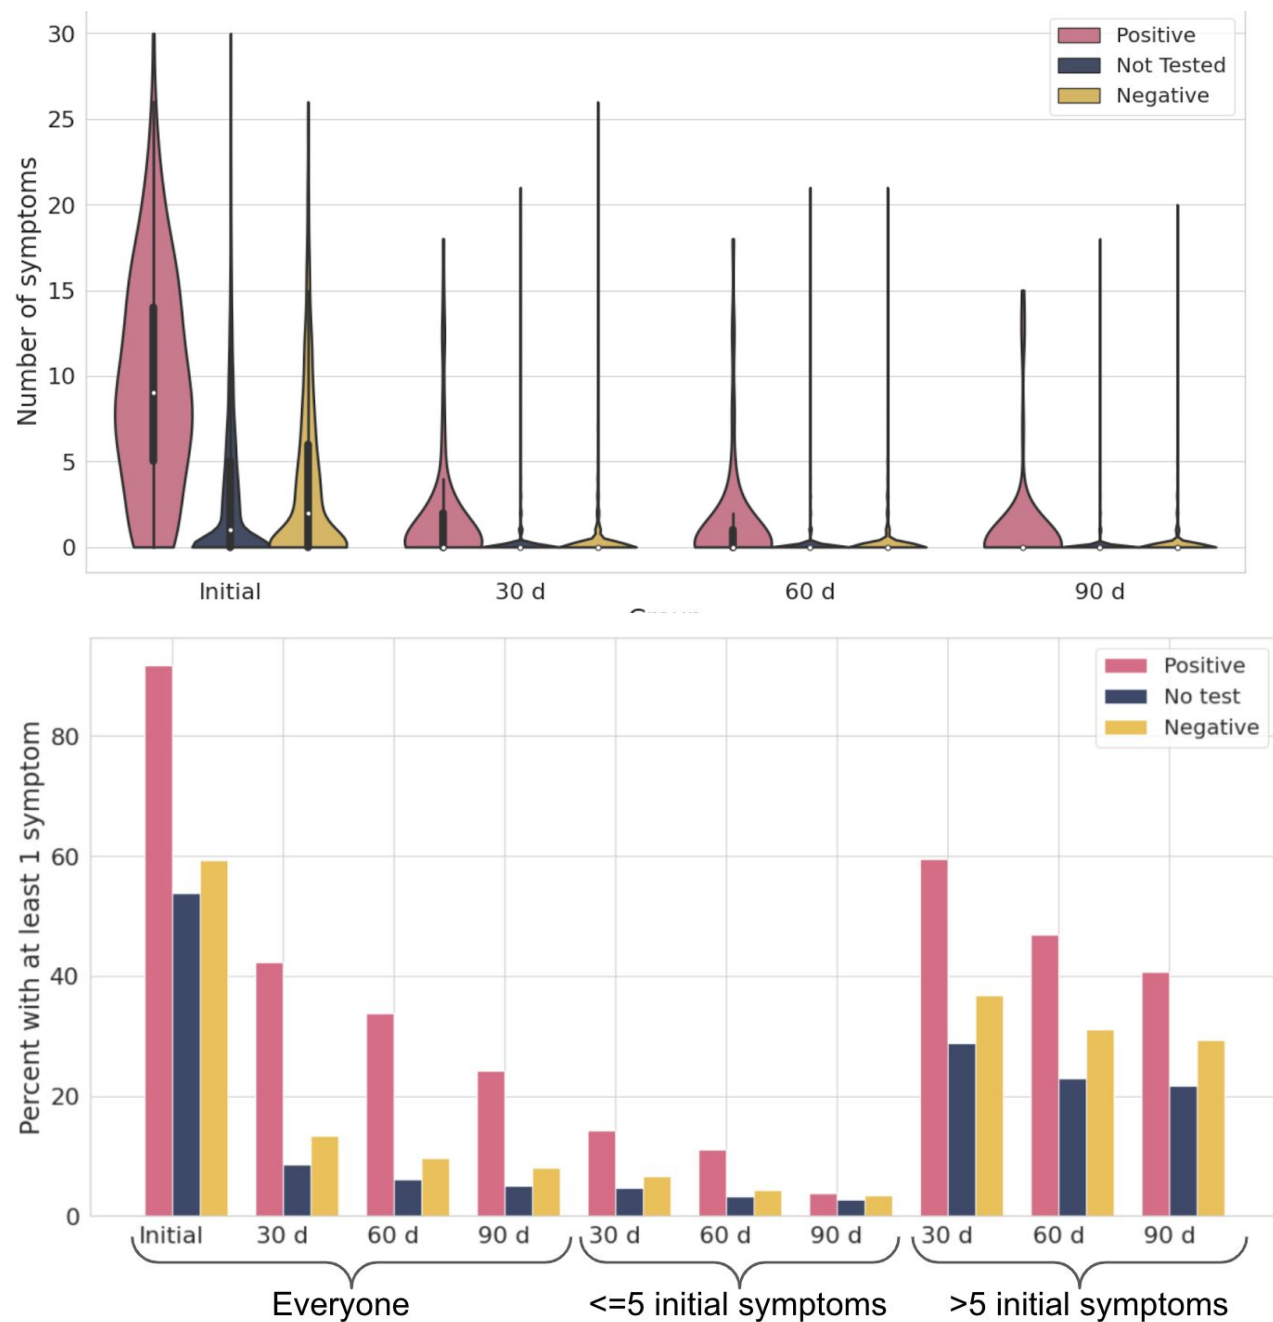 Number of symptoms
30
25
20
15
10
5
0
Positive
Not Tested
Negative
Initial
30 d
60 d
90 d
Percent with at least 1 symptom
80
60
40
20
0
Positive
No test
Negative
Initial
30 d
60 d
90 d
30 d
60 d
90 d
30 d
60 d
90 d
Everyone
<=5 initial symptoms
>5 initial symptoms